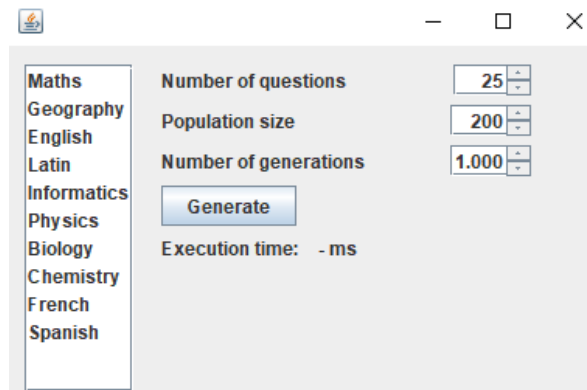 Maths
Geography
English
Latin
Informatics
Physics
Biology
Chemistry
French
Spanish
Number of questions 25
Population size 200
Number of generations 1.000
Generate
Execution time: - ms